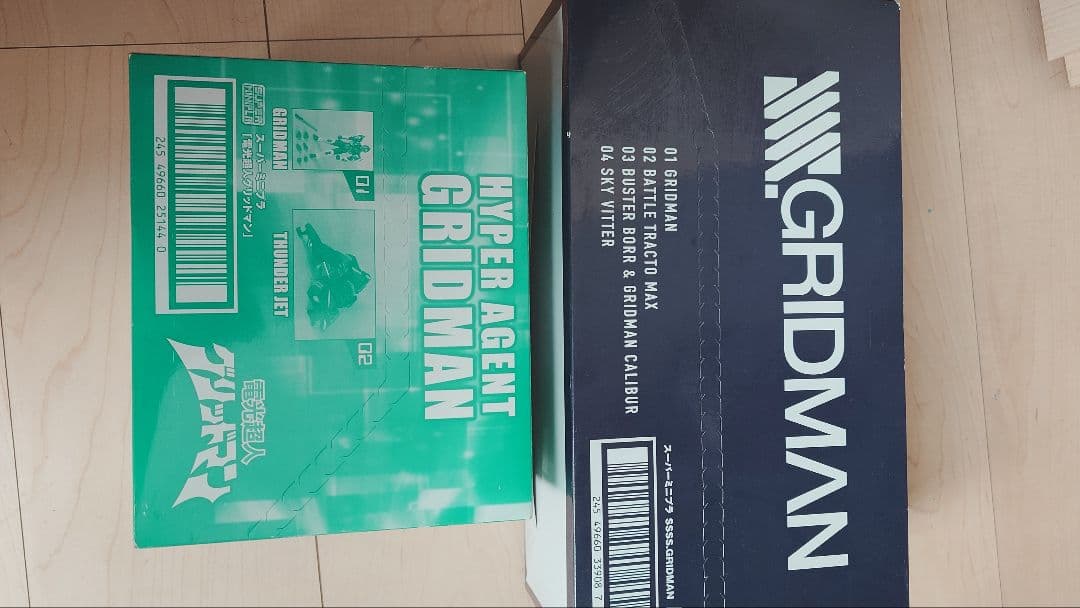 HYPER AGENT
GRIDMAN
01
GRIDMAN
02
THUNDER JET
SUPER
MINIPLA
スーパーミニプラ
「電光超人グリッドマン」
245 49660 25144 0
電光超人
グリッドマン
GRIDMAN
01 GRIDMAN
02 BATTLE TRACTO MAX
03 BUSTER BORR & GRIDMAN CALIBUR
04 SKY VITTER
スーパーミニプラ SSSS.GRIDMAN
245 49660 33908 7